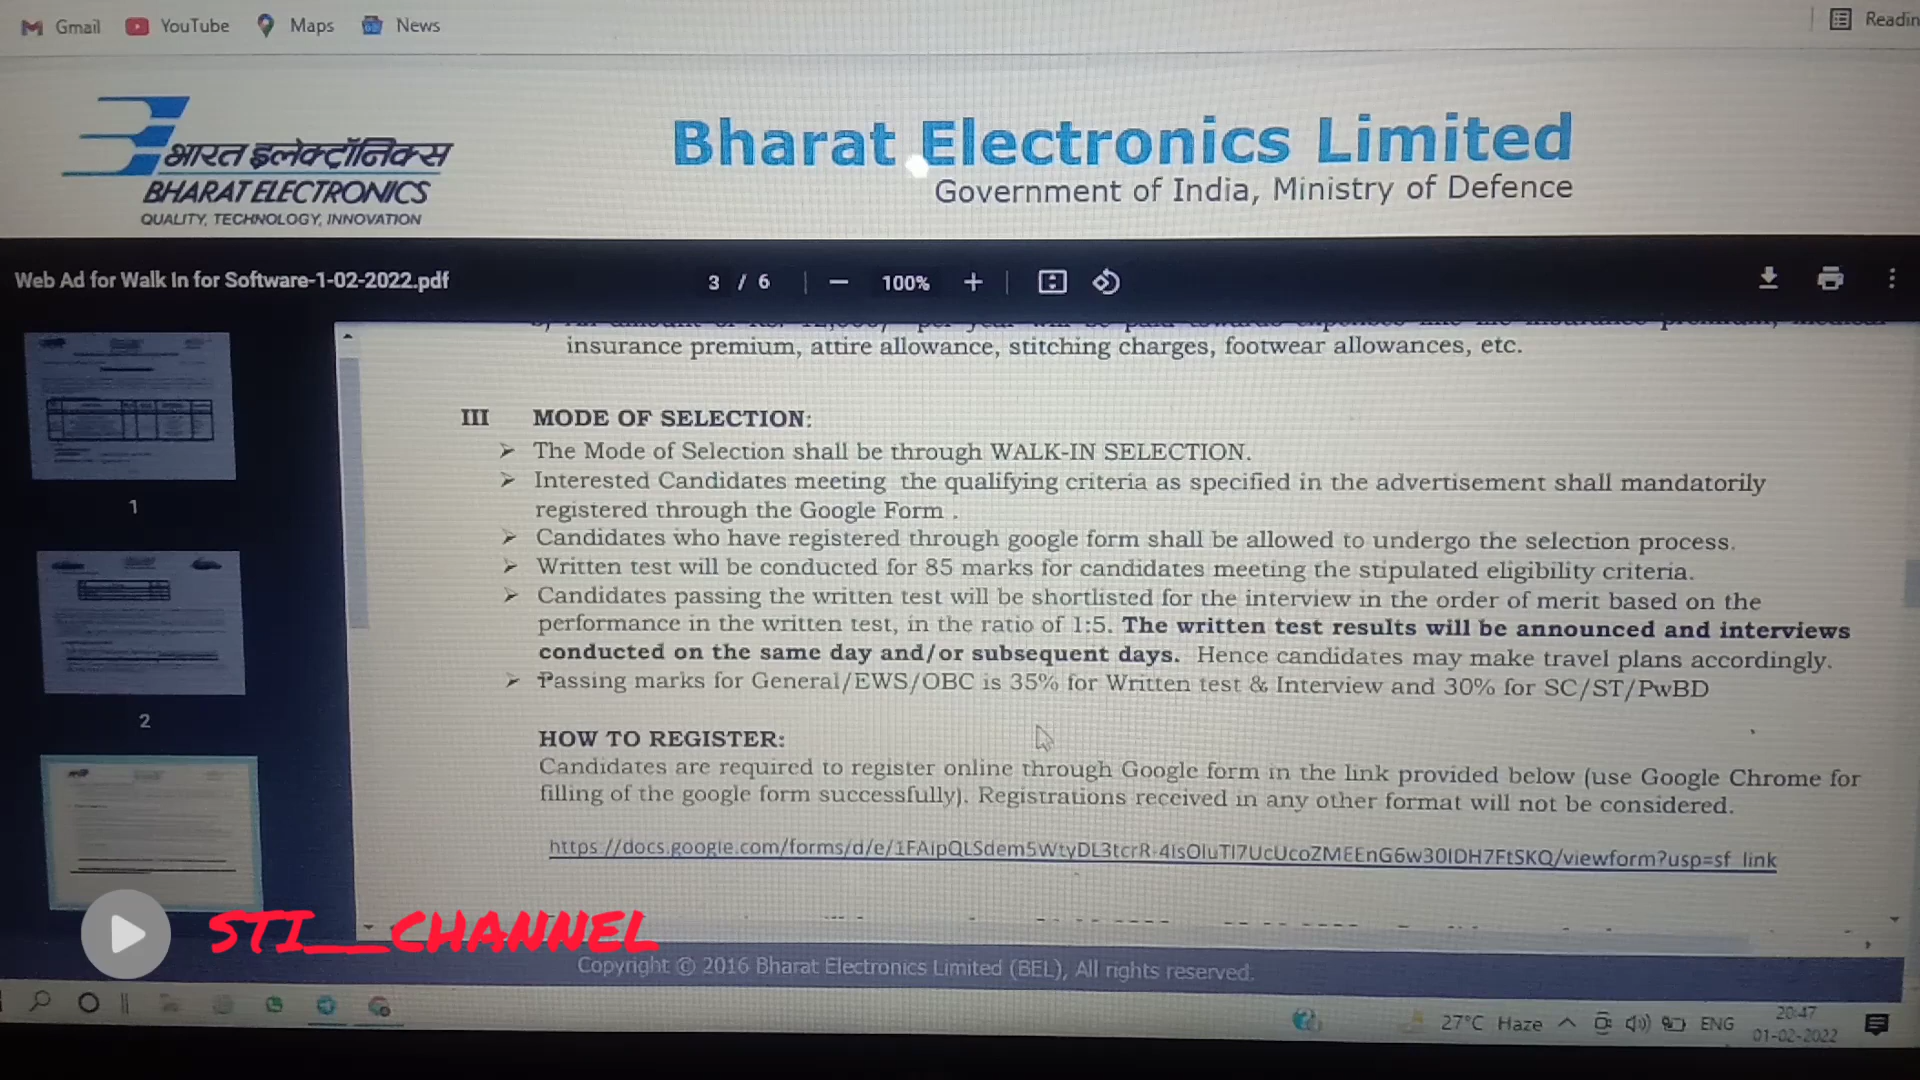 Gmail YouTube Maps News
भारत इलेक्ट्रॉनिक्स
BHARAT ELECTRONICS
QUALITY, TECHNOLOGY, INNOVATION
Bharat Electronics Limited
Government of India, Ministry of Defence
Web Ad for Walk In for Software-1-02-2022.pdf 3 / 6 100%
insurance premium, attire allowance, stitching charges, footwear allowances, etc.
III MODE OF SELECTION:
➢ The Mode of Selection shall be through WALK-IN SELECTION.
➢ Interested Candidates meeting the qualifying criteria as specified in the advertisement shall mandatorily
registered through the Google Form .
➢ Candidates who have registered through google form shall be allowed to undergo the selection process.
➢ Written test will be conducted for 85 marks for candidates meeting the stipulated eligibility criteria.
➢ Candidates passing the written test will be shortlisted for the interview in the order of merit based on the
performance in the written test, in the ratio of 1:5. The written test results will be announced and interviews
conducted on the same day and/or subsequent days. Hence candidates may make travel plans accordingly.
➢ Passing marks for General/EWS/OBC is 35% for Written test & Interview and 30% for SC/ST/PwBD
HOW TO REGISTER:
Candidates are required to register online through Google form in the link provided below (use Google Chrome for
filling of the google form successfully). Registrations received in any other format will not be considered.
1
2
STI__CHANNEL
Copyright © 2016 Bharat Electronics Limited (BEL), All rights reserved.
27°C Haze ENG
20:47
01-02-2022